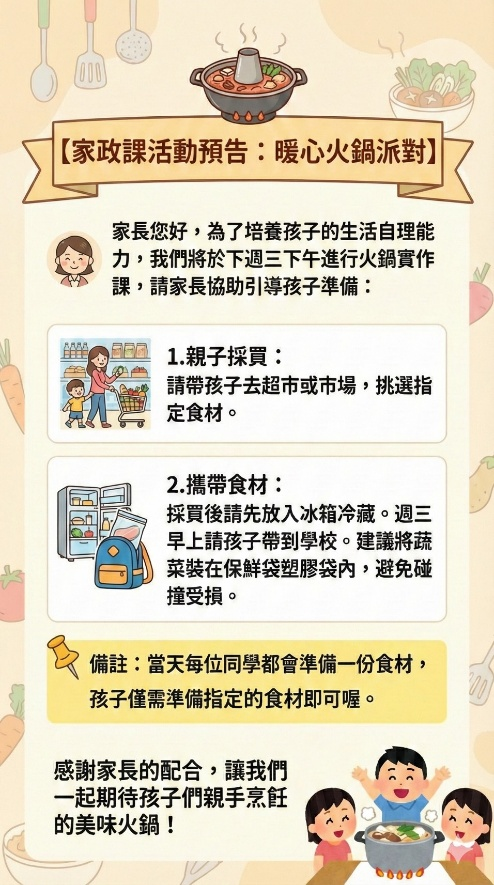 【家政課活動預告：暖心火鍋派對】
家長您好，為了培養孩子的生活自理能
力，我們將於下週三下午進行火鍋實作
課，請家長協助引導孩子準備：
1.親子採買：
請帶孩子去超市或市場，挑選指
定食材。
2.攜帶食材：
採買後請先放入冰箱冷藏。週三
早上請孩子帶到學校。建議將蔬
菜裝在保鮮袋塑膠袋內，避免碰
撞受損。
備註：當天每位同學都會準備一份食材，
孩子僅需準備指定的食材即可喔。
感謝家長的配合，讓我們
一起期待孩子們親手烹飪
的美味火鍋！